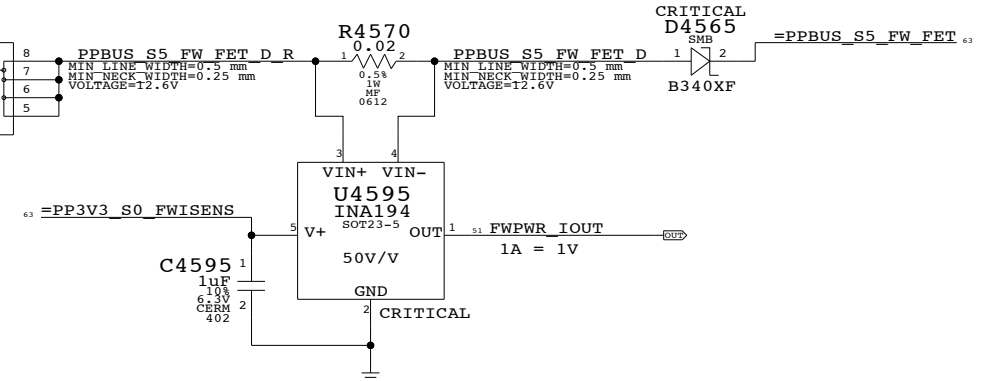 CRITICAL
D4565
SMB
1 2
B340XF
=PPBUS_S5_FW_FET 63
R4570
0.02
1 2
0.5%
1W
MF
0612
8
7
6
5
PPBUS_S5_FW_FET_D_R
MIN_LINE_WIDTH=0.5 mm
MIN_NECK_WIDTH=0.25 mm
VOLTAGE=12.6V
PPBUS_S5_FW_FET_D
MIN_LINE_WIDTH=0.5 mm
MIN_NECK_WIDTH=0.25 mm
VOLTAGE=12.6V
3 4
VIN+ VIN-
U4595
INA194
SOT23-5
5 V+
OUT 1
50V/V
GND
2
CRITICAL
63 =PP3V3_S0_FWISENS
51 FWPWR_IOUT
OUT
1A = 1V
C4595
1uF
10%
6.3V
CERM
402
1
2